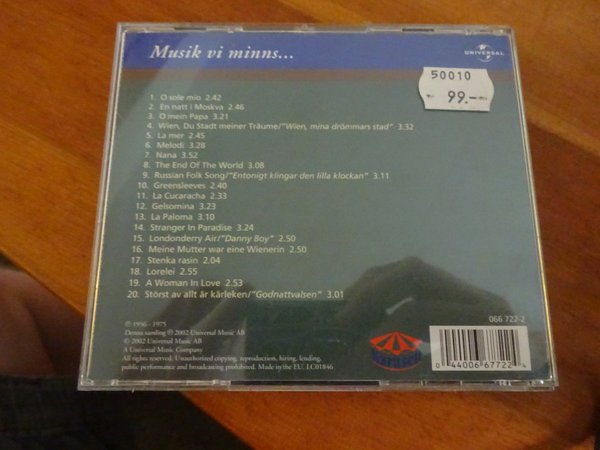 Musik vi minns...
UNIVERSAL
50010
99.-
1. O sole mio 2.42
2. En natt i Moskva 2.46
3. O mein Papa 3.21
4. Wien, Du Stadt meiner Träume/"Wien, mina drömmars stad" 3.32
5. La mer 2.45
6. Melodi 3.28
7. Nana 3.52
8. The End Of The World 3.08
9. Russian Folk Song/"Entonigt klingar den lilla klockan" 3.11
10. Greensleeves 2.40
11. La Cucaracha 2.33
12. Gelsomina 3.23
13. La Paloma 3.10
14. Stranger In Paradise 3.24
15. Londonderry Air/"Danny Boy" 2.50
16. Meine Mutter war eine Wienerin 2.50
17. Stenka rasin 2.04
18. Lorelei 2.55
19. A Woman In Love 2.53
20. Störst av allt är kärleken/"Godnattvalsen" 3.01
℗ 1956 - 1975
Denna samling ℗ 2002 Universal Music AB
© 2002 Universal Music AB
A Universal Music Company
All rights reserved. Unauthorized copying, reproduction, hiring, lending,
public performance and broadcasting prohibited. Made in the EU. LC01846
Karusell
066 722-2
0 44006 67722 4